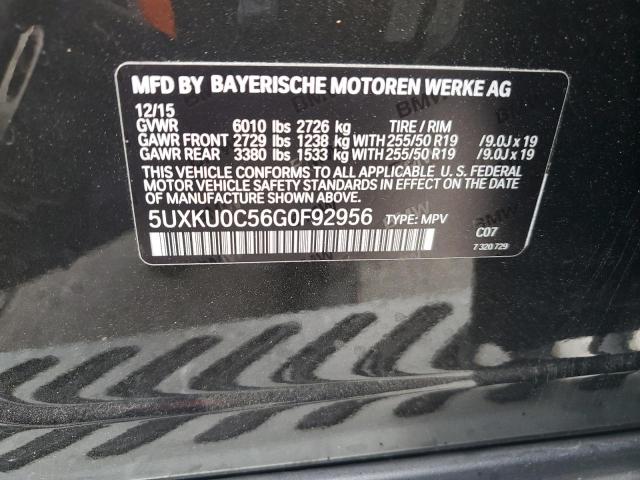 MFD BY BAYERISCHE MOTOREN WERKE AG
12/15
GVWR 6010 lbs 2726 kg TIRE / RIM
GAWR FRONT 2729 lbs 1238 kg WITH 255/50 R19 /9.0J x 19
GAWR REAR 3380 lbs 1533 kg WITH 255/50 R19 /9.0J x 19
THIS VEHICLE CONFORMS TO ALL APPLICABLE U. S. FEDERAL
MOTOR VEHICLE SAFETY STANDARDS IN EFFECT ON THE DATE OF
MANUFACTURE SHOWN ABOVE.
5UXKU0C56G0F92956 TYPE: MPV
C07
7 320 729